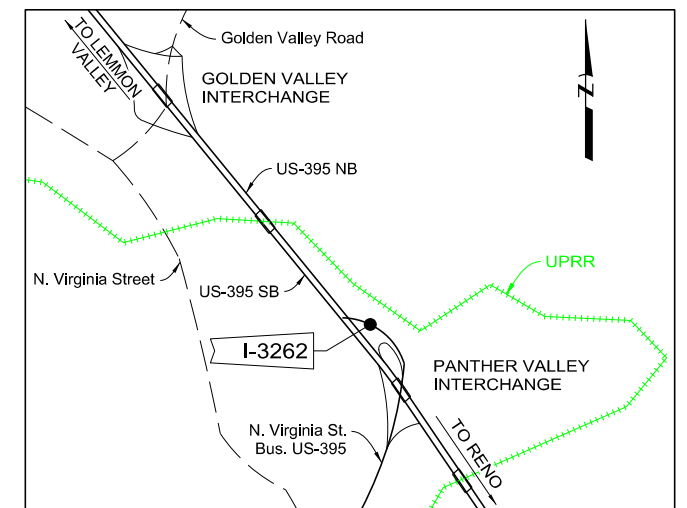 Golden Valley Road
TO LEMMON
VALLEY
GOLDEN VALLEY
INTERCHANGE
Z
US-395 NB
UPRR
N. Virginia Street
US-395 SB
I-3262
PANTHER VALLEY
INTERCHANGE
N. Virginia St.
Bus. US-395
TO RENO